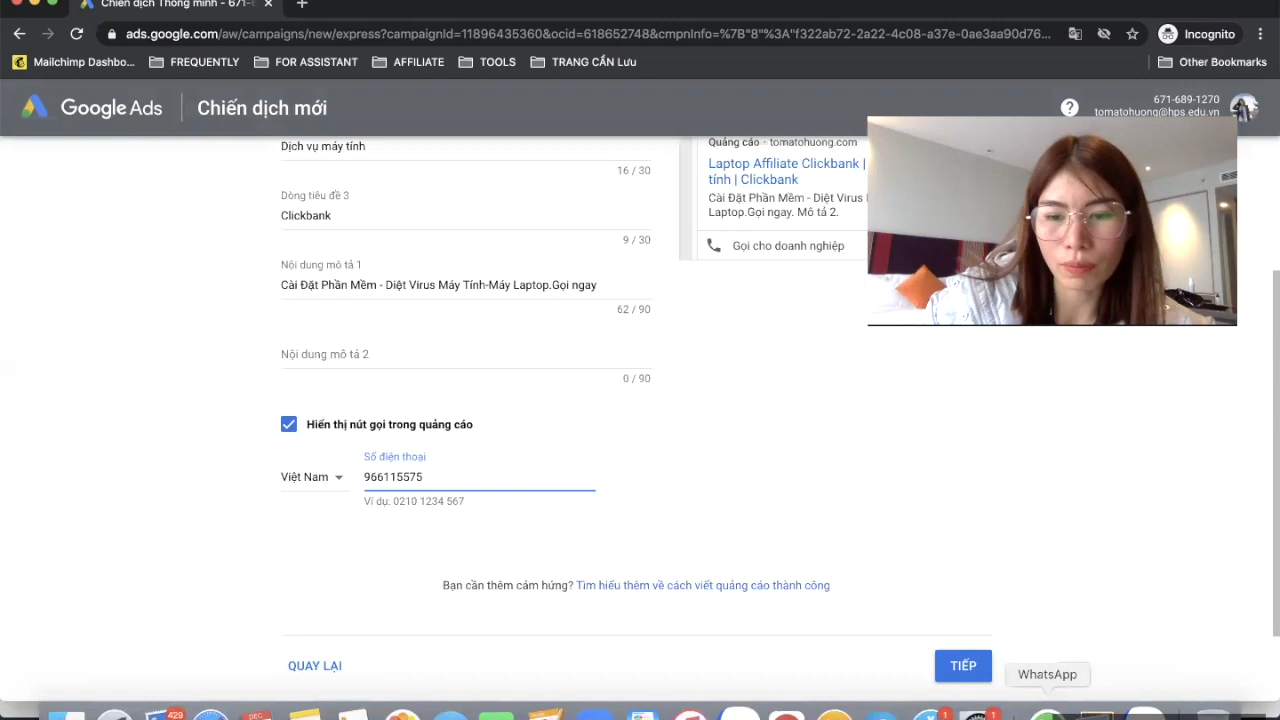 Chiến dịch Thông minh - 671-6
ads.google.com/aw/campaigns/new/express?campaignId=11896435360&ocid=618652748&cmpnInfo=%7B"8"%3A"f322ab72-2a22-4c08-a37e-0ae3aa90d76...
Incognito
Mailchimp Dashbo...
FREQUENTLY
FOR ASSISTANT
AFFILIATE
TOOLS
TRANG CẦN Lưu
Other Bookmarks
Google Ads
Chiến dịch mới
671-689-1270
tomatohuong@hps.edu.vn
Dịch vụ máy tính
16 / 30
Dòng tiêu đề 3
Clickbank
9 / 30
Nội dung mô tả 1
Cài Đặt Phần Mềm - Diệt Virus Máy Tính-Máy Laptop.Gọi ngay
62 / 90
Nội dung mô tả 2
0 / 90
Quảng cáo · tomatohuong.com
Laptop Affiliate Clickbank |
tính | Clickbank
Cài Đặt Phần Mềm - Diệt Virus
Laptop.Gọi ngay. Mô tả 2.
Gọi cho doanh nghiệp
Hiển thị nút gọi trong quảng cáo
Số điện thoại
Việt Nam
966115575
Ví dụ: 0210 1234 567
Bạn cần thêm cảm hứng? Tìm hiểu thêm về cách viết quảng cáo thành công
QUAY LẠI
TIẾP
WhatsApp
429
DEC
1
1